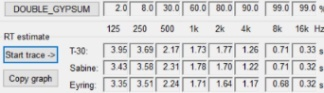 DOUBLE_GYPSUM 2.0 8.0 30.0 60.0 80.0 90.0 99.0 99.0 %
125 250 500 1k 2k 4k 8k 16k Hz
RT estimate
Start trace -> T-30: 3.95 3.69 2.17 1.73 1.77 1.26 0.71 0.33 s
Sabine: 3.43 3.58 2.31 1.78 1.70 1.22 0.71 0.32 s
Copy graph Eyring: 3.35 3.51 2.24 1.71 1.64 1.17 0.68 0.32 s